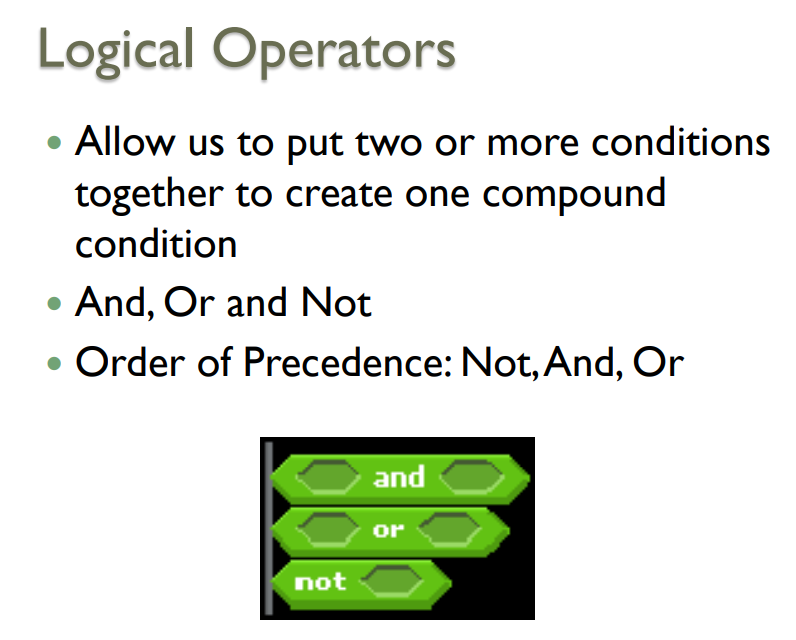 Logical Operators
• Allow us to put two or more conditions
together to create one compound
condition
• And, Or and Not
• Order of Precedence: Not, And, Or
and
or
not